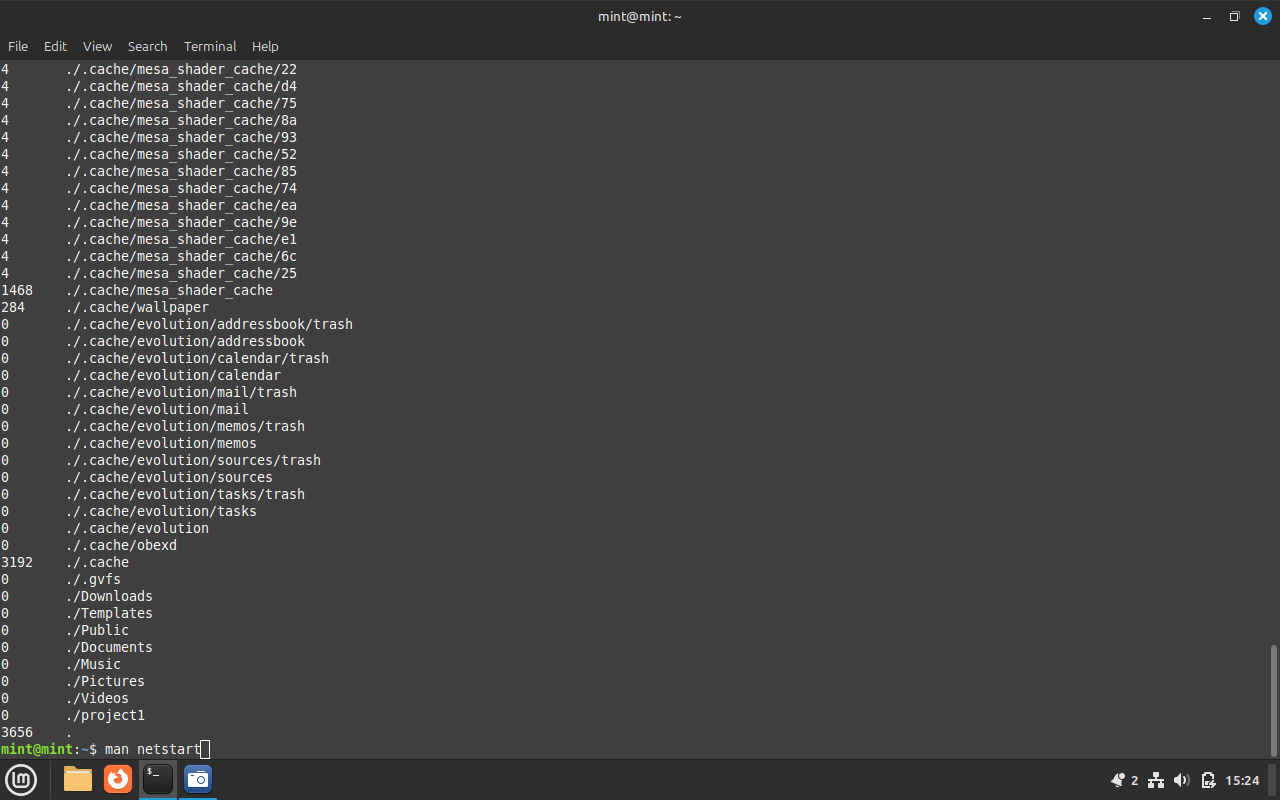 mint@mint: ~
File Edit View Search Terminal Help
4 ./.cache/mesa_shader_cache/22
4 ./.cache/mesa_shader_cache/d4
4 ./.cache/mesa_shader_cache/75
4 ./.cache/mesa_shader_cache/8a
4 ./.cache/mesa_shader_cache/93
4 ./.cache/mesa_shader_cache/52
4 ./.cache/mesa_shader_cache/85
4 ./.cache/mesa_shader_cache/74
4 ./.cache/mesa_shader_cache/ea
4 ./.cache/mesa_shader_cache/9e
4 ./.cache/mesa_shader_cache/e1
4 ./.cache/mesa_shader_cache/6c
4 ./.cache/mesa_shader_cache/25
1468 ./.cache/mesa_shader_cache
284 ./.cache/wallpaper
0 ./.cache/evolution/addressbook/trash
0 ./.cache/evolution/addressbook
0 ./.cache/evolution/calendar/trash
0 ./.cache/evolution/calendar
0 ./.cache/evolution/mail/trash
0 ./.cache/evolution/mail
0 ./.cache/evolution/memos/trash
0 ./.cache/evolution/memos
0 ./.cache/evolution/sources/trash
0 ./.cache/evolution/sources
0 ./.cache/evolution/tasks/trash
0 ./.cache/evolution/tasks
0 ./.cache/evolution
0 ./.cache/obexd
3192 ./.cache
0 ./.gvfs
0 ./Downloads
0 ./Templates
0 ./Public
0 ./Documents
0 ./Music
0 ./Pictures
0 ./Videos
0 ./project1
3656 .
mint@mint:~$ man netstart
$_ 2 15:24